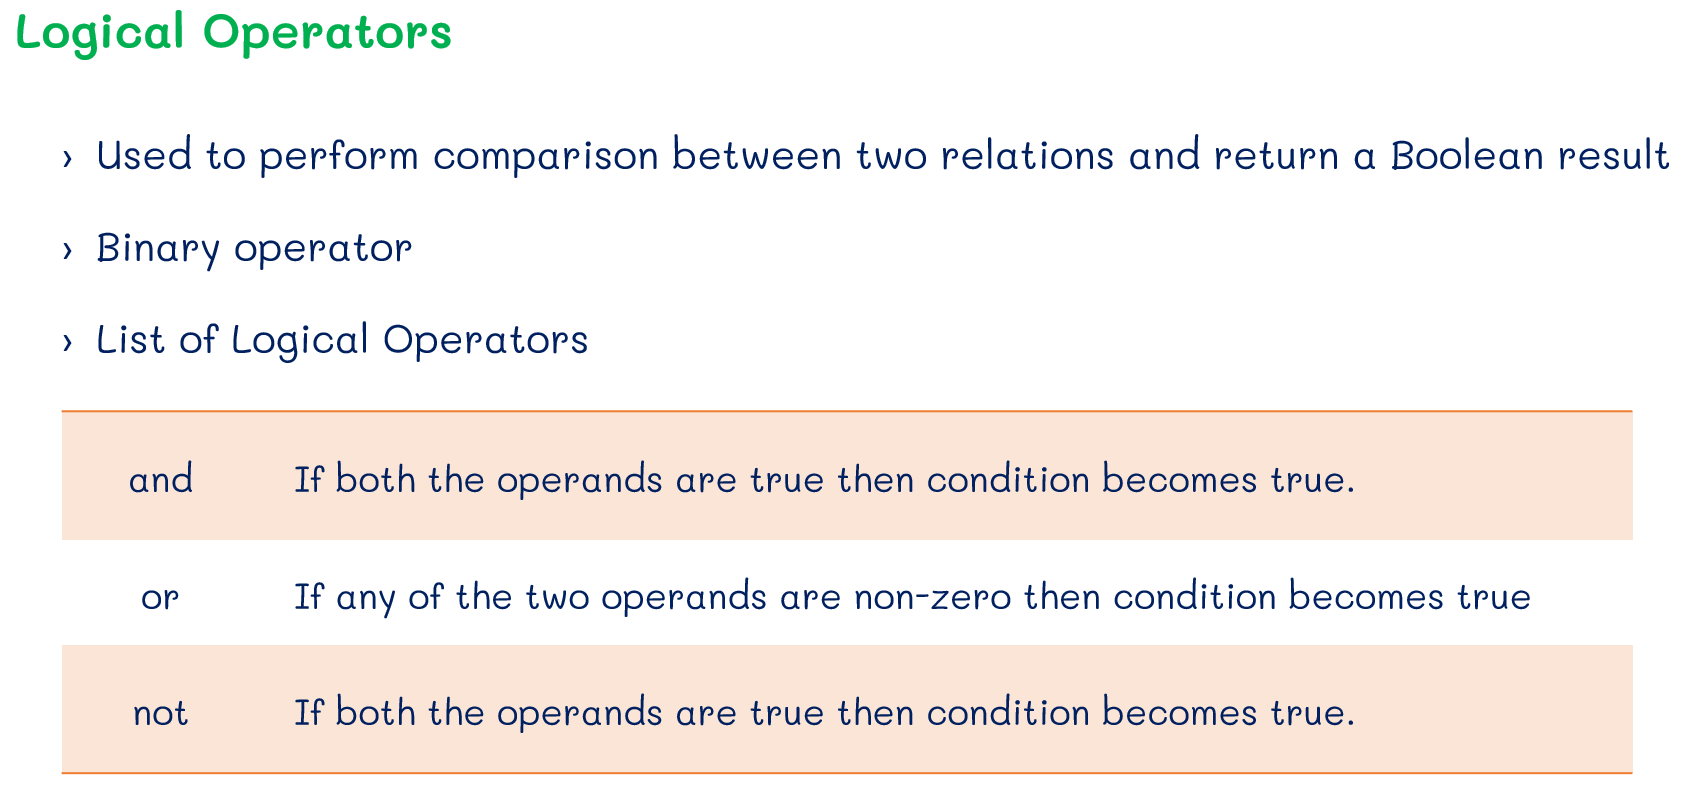 Logical Operators
› Used to perform comparison between two relations and return a Boolean result
› Binary operator
› List of Logical Operators
and If both the operands are true then condition becomes true.
or If any of the two operands are non-zero then condition becomes true
not If both the operands are true then condition becomes true.